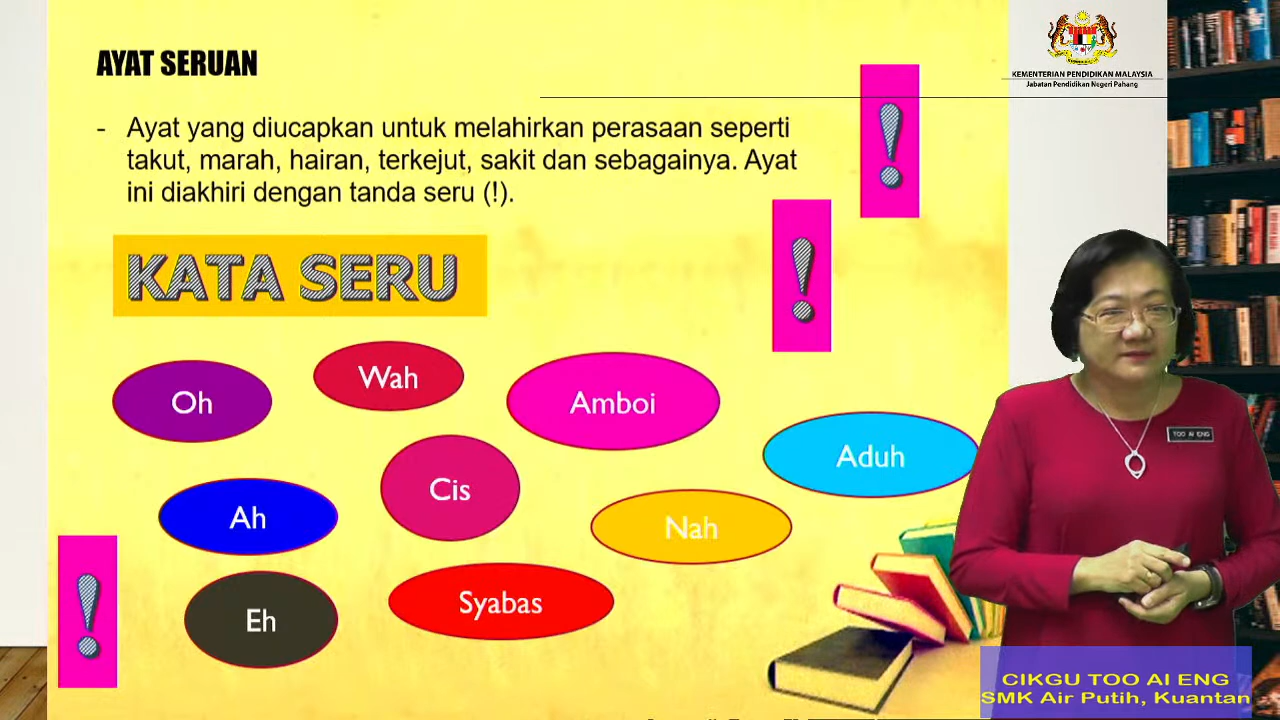 AYAT SERUAN
KEMENTERIAN PENDIDIKAN MALAYSIA
Jabatan Pendidikan Negeri Pahang
- Ayat yang diucapkan untuk melahirkan perasaan seperti
takut, marah, hairan, terkejut, sakit dan sebagainya. Ayat
ini diakhiri dengan tanda seru (!).
!
!
KATA SERU
Oh
Wah
Amboi
Aduh
Ah
Cis
Nah
!
Eh
Syabas
TOO AI ENG
CIKGU TOO AI ENG
SMK Air Putih, Kuantan